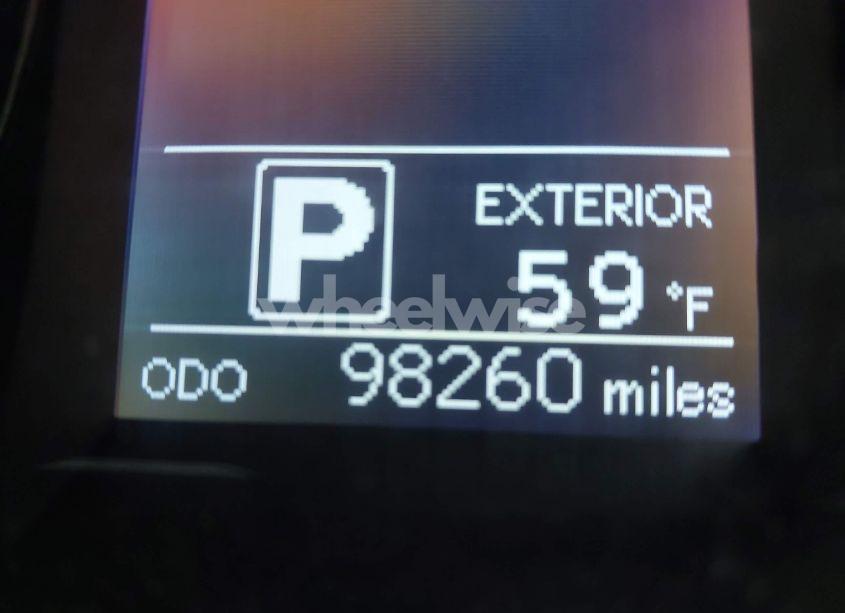 P
EXTERIOR
59 °F
wheelwise
ODO 98260 miles